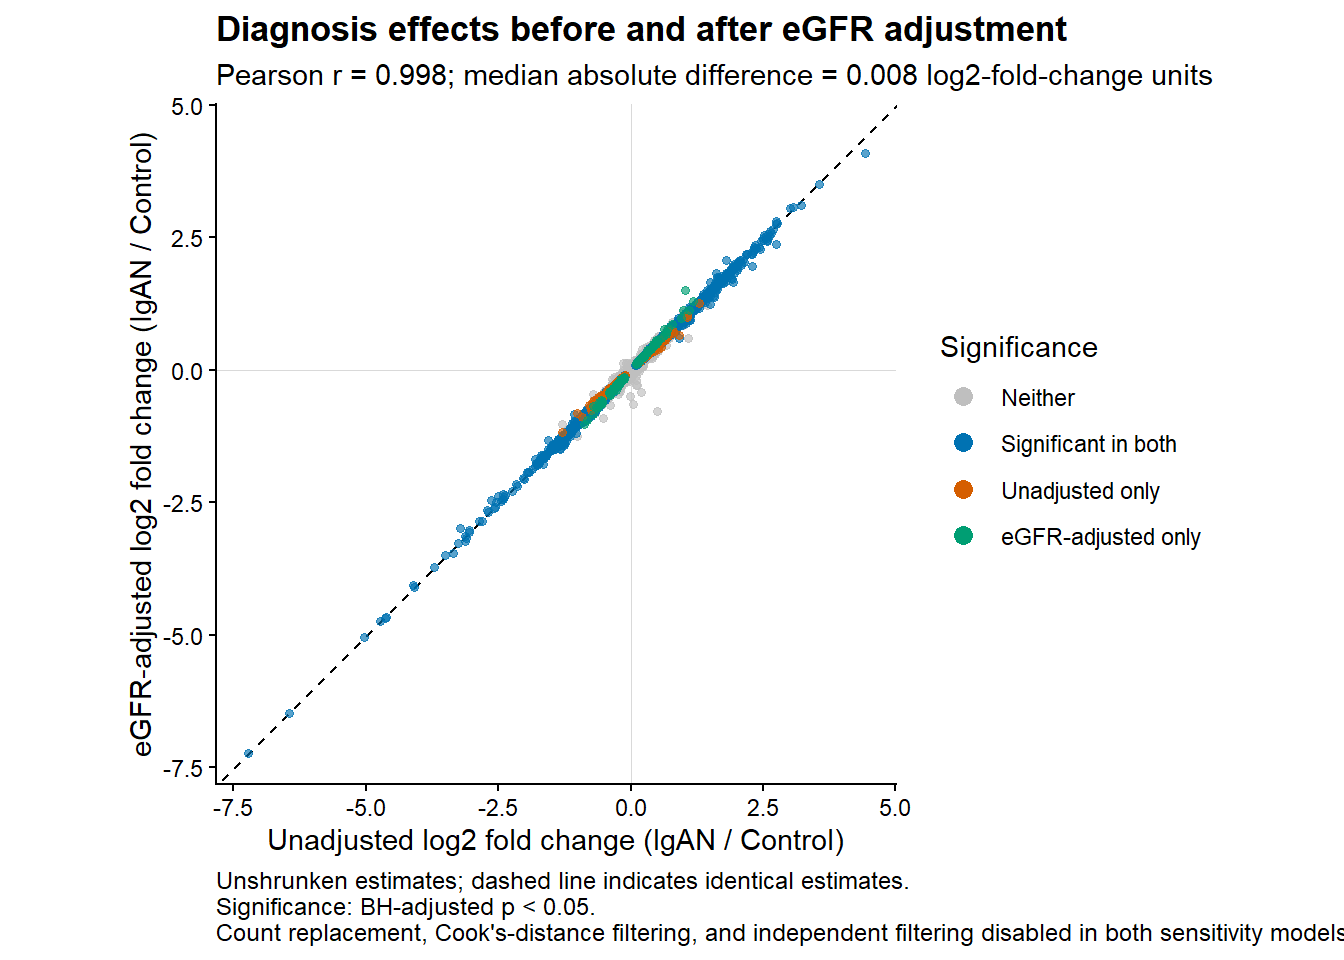 Diagnosis effects before and after eGFR adjustment
Pearson r = 0.998; median absolute difference = 0.008 log2-fold-change units
eGFR-adjusted log2 fold change (IgAN / Control)
5.0
2.5
0.0
-2.5
-5.0
-7.5
-7.5 -5.0 -2.5 0.0 2.5 5.0
Unadjusted log2 fold change (IgAN / Control)
Significance
Neither
Significant in both
Unadjusted only
eGFR-adjusted only
Unshrunken estimates; dashed line indicates identical estimates.
Significance: BH-adjusted p < 0.05.
Count replacement, Cook's-distance filtering, and independent filtering disabled in both sensitivity models